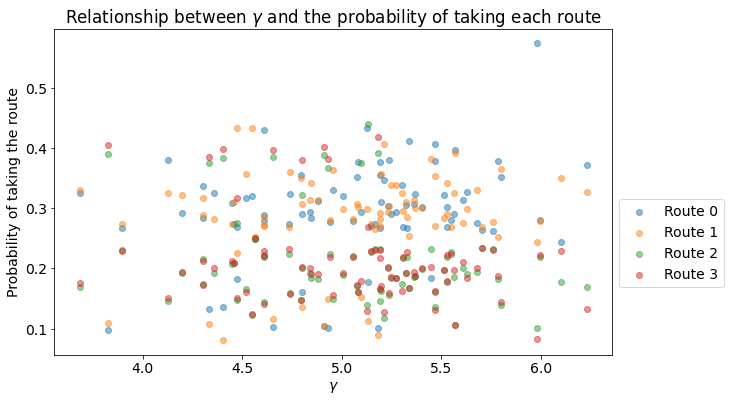 Relationship between γ and the probability of taking each route
Probability of taking the route
0.5
0.4
0.3
0.2
0.1
4.0 4.5 5.0 5.5 6.0
γ
Route 0
Route 1
Route 2
Route 3